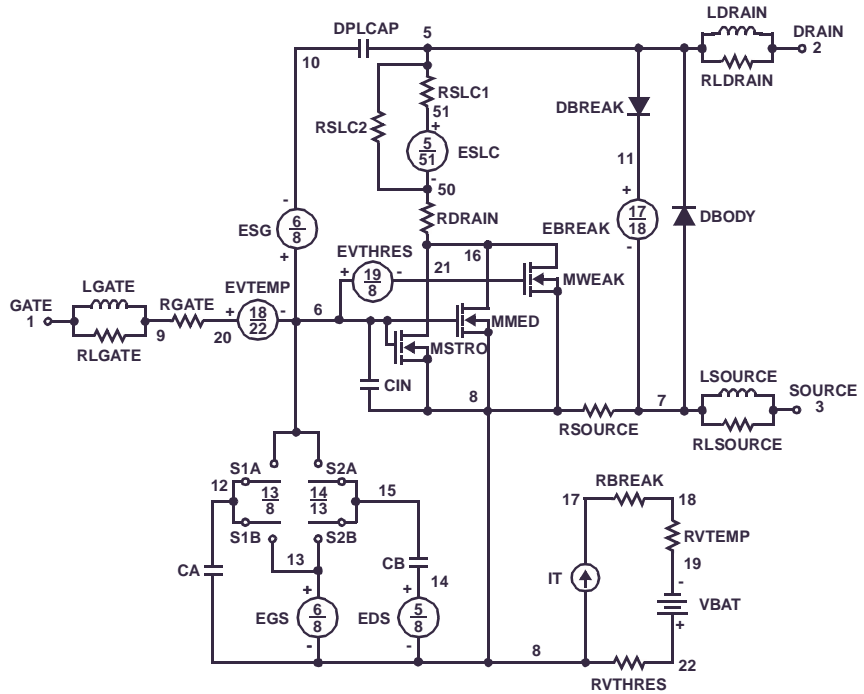 LDRAIN
DPLCAP
5
DRAIN
2
10
RLDRAIN
RSLC1
DBREAK
51
+
RSLC2
5
51
ESLC
-
11
50
-
+
RDRAIN
17
18
DBODY
6
8
ESG
EBREAK
EVTHRES
16
+
-
+
19
8
-
21
MWEAK
LGATE
EVTEMP
GATE
1
RGATE
+
18
22
-
6
MMED
9
20
MSTRO
RLGATE
LSOURCE
CIN
8
7
SOURCE
3
RSOURCE
RLSOURCE
S1A
S2A
RBREAK
12
13
8
14
13
15
17
18
S1B
S2B
RVTEMP
13
CB
19
CA
14
IT
-
+
+
VBAT
EGS
6
8
EDS
5
8
+
-
-
8
22
RVTHRES